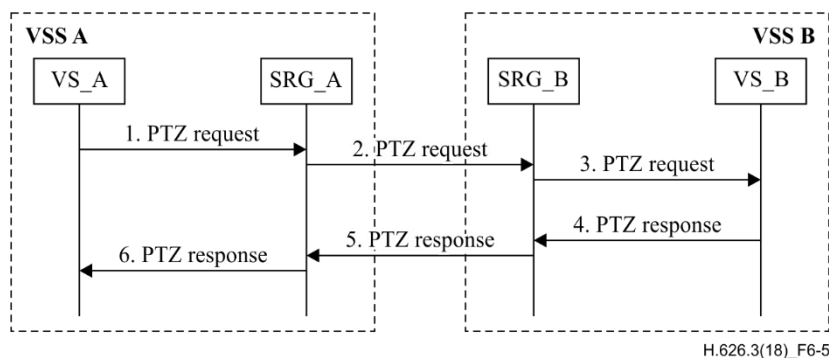 VSS A
VSS B
VS_A
SRG_A
SRG_B
VS_B
1. PTZ request
2. PTZ request
3. PTZ request
4. PTZ response
5. PTZ response
6. PTZ response
H.626.3(18)_F6-5